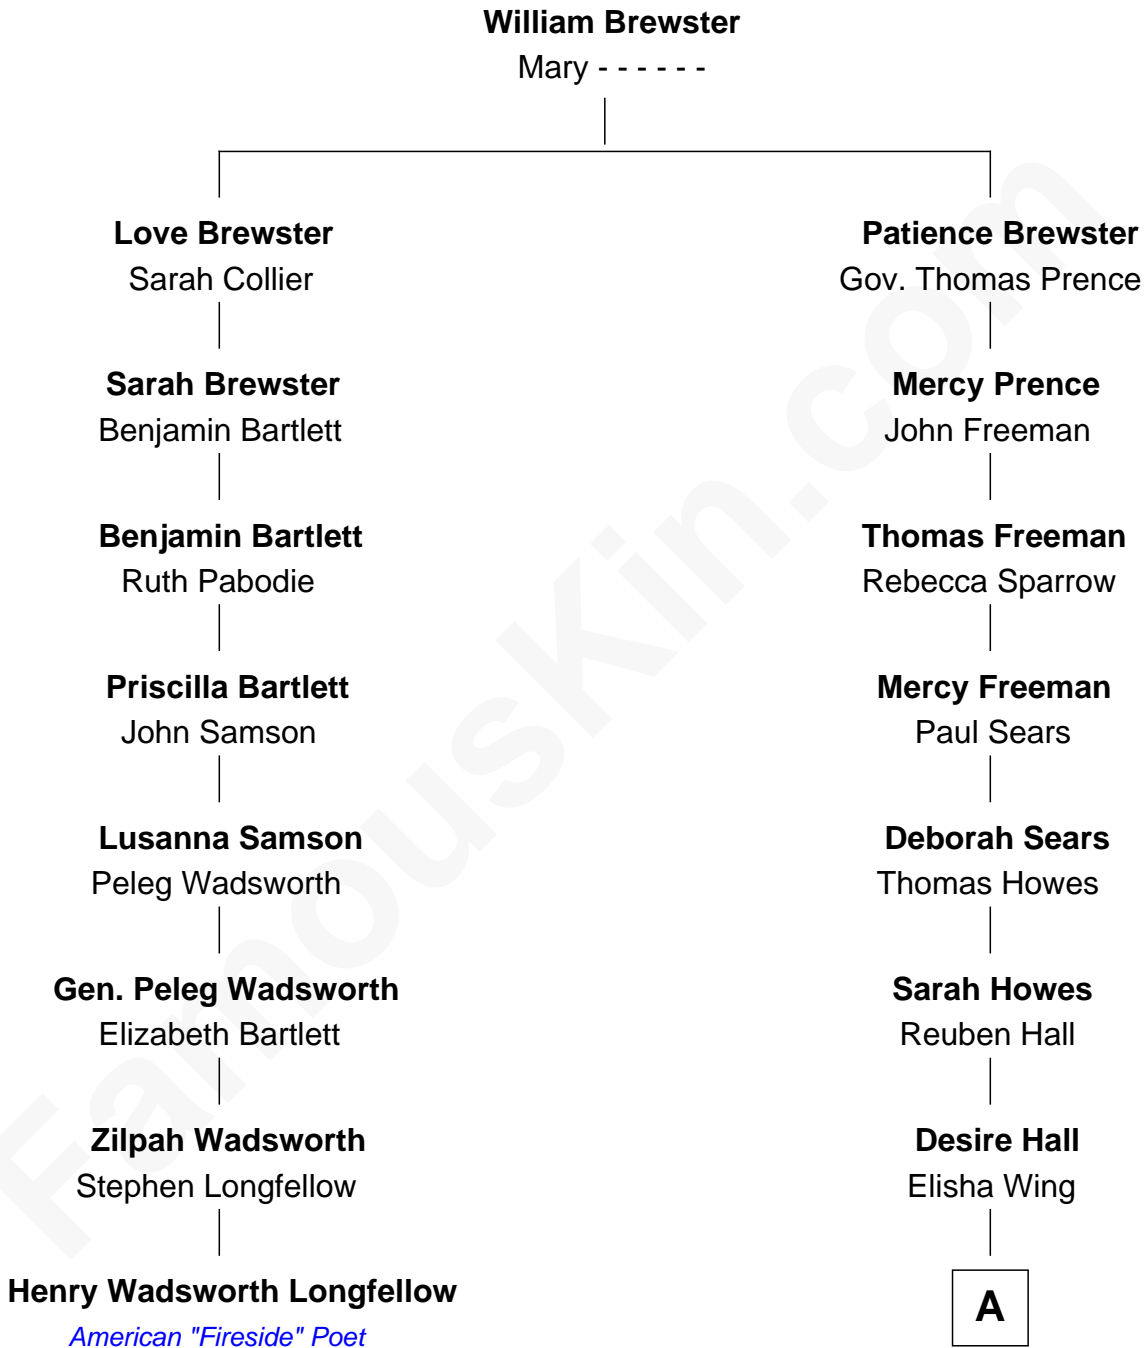 William Brewster
Mary - - - - - -
Love Brewster
Sarah Collier
Patience Brewster
Gov. Thomas Prence
Sarah Brewster
Benjamin Bartlett
Mercy Prence
John Freeman
Benjamin Bartlett
Ruth Pabodie
Thomas Freeman
Rebecca Sparrow
Priscilla Bartlett
John Samson
Mercy Freeman
Paul Sears
Lusanna Samson
Peleg Wadsworth
Deborah Sears
Thomas Howes
Gen. Peleg Wadsworth
Elizabeth Bartlett
Sarah Howes
Reuben Hall
Zilpah Wadsworth
Stephen Longfellow
Desire Hall
Elisha Wing
Henry Wadsworth Longfellow
American "Fireside" Poet
A
FamousKin.com